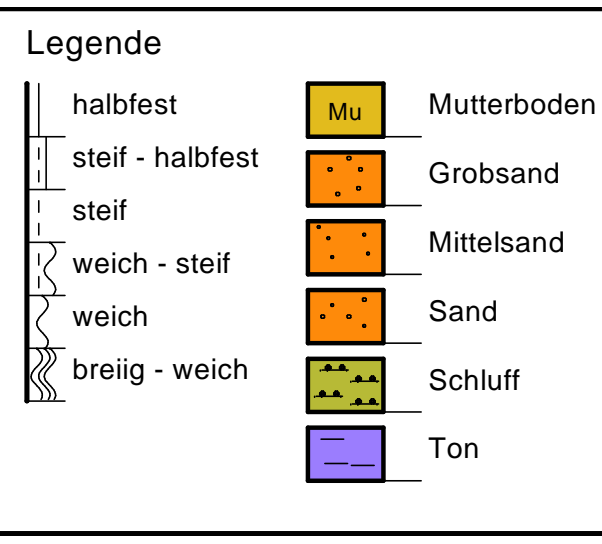 Legende
halbfest
steif - halbfest
steif
weich - steif
weich
breiig - weich
Mu
Mutterboden
Grobsand
Mittelsand
Sand
Schluff
Ton